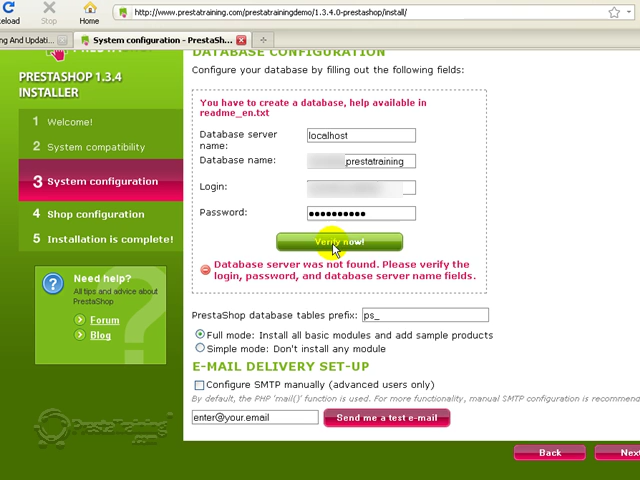 eload
Stop
Home
http://www.prestatraining.com/prestatrainingdemo/1.3.4.0-prestashop/install/
ng And Updati...
System configuration - PrestaSh...
DATABASE CONFIGURATION
Configure your database by filling out the following fields:
PRESTASHOP 1.3.4
INSTALLER
1 Welcome!
2 System compatibility
3 System configuration
4 Shop configuration
5 Installation is complete!
Need help?
All tips and advice about
PrestaShop
Forum
Blog
PrestaTraining
.com
You have to create a database, help available in
readme_en.txt
Database server
name:
localhost
Database name:
prestatraining
Login:
Password:
Verify now!
Database server was not found. Please verify the
login, password, and database server name fields.
PrestaShop database tables prefix: ps_
Full mode: Install all basic modules and add sample products
Simple mode: Don't install any module
E-MAIL DELIVERY SET-UP
Configure SMTP manually (advanced users only)
By default, the PHP 'mail()' function is used. For more functionality, manual SMTP configuration is recommen
enter@your.email
Send me a test e-mail
Back
Next